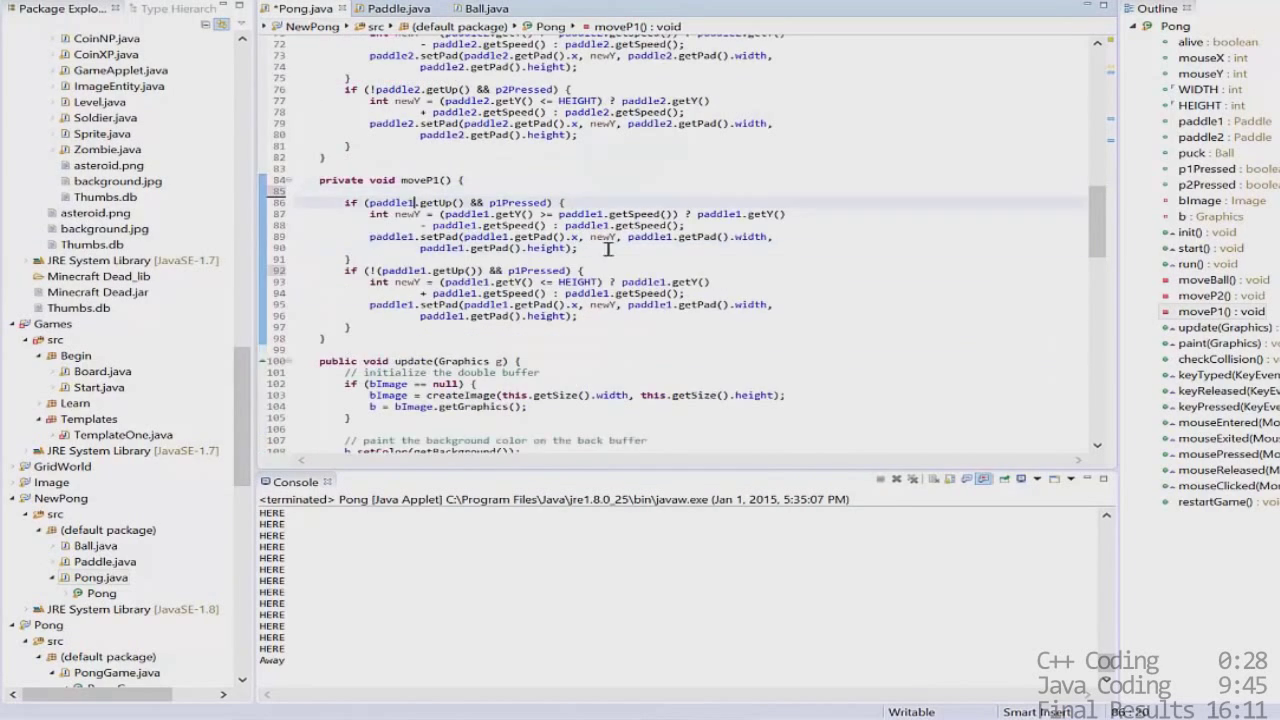 Package Explo...
Type Hierarch
CoinNP.java
CoinXP.java
GameApplet.java
ImageEntity.java
Level.java
Soldier.java
Sprite.java
Zombie.java
asteroid.png
background.jpg
Thumbs.db
asteroid.png
background.jpg
Thumbs.db
JRE System Library [JavaSE-1.7]
Minecraft Dead_lib
Minecraft Dead.jar
Thumbs.db
Games
src
Begin
Board.java
Start.java
Learn
Templates
TemplateOne.java
JRE System Library [JavaSE-1.7]
GridWorld
Image
NewPong
src
(default package)
Ball.java
Paddle.java
Pong.java
Pong
JRE System Library [JavaSE-1.8]
Pong
src
(default package)
PongGame.java
*Pong.java
Paddle.java
Ball.java
NewPong src (default package) Pong moveP1() : void
72 - paddle2.getSpeed() : paddle2.getSpeed();
73 paddle2.setPad(paddle2.getPad().x, newY, paddle2.getPad().width,
74 paddle2.getPad().height);
75 }
76 if (!paddle2.getUp() && p2Pressed) {
77 int newY = (paddle2.getY() <= HEIGHT) ? paddle2.getY()
78 + paddle2.getSpeed() : paddle2.getSpeed();
79 paddle2.setPad(paddle2.getPad().x, newY, paddle2.getPad().width,
80 paddle2.getPad().height);
81 }
82 }
83
84 private void moveP1() {
85
86 if (paddle1.getUp() && p1Pressed) {
87 int newY = (paddle1.getY() >= paddle1.getSpeed()) ? paddle1.getY()
88 - paddle1.getSpeed() : paddle1.getSpeed();
89 paddle1.setPad(paddle1.getPad().x, newY, paddle1.getPad().width,
90 paddle1.getPad().height);
91 }
92 if (!(paddle1.getUp()) && p1Pressed) {
93 int newY = (paddle1.getY() <= HEIGHT) ? paddle1.getY()
94 + paddle1.getSpeed() : paddle1.getSpeed();
95 paddle1.setPad(paddle1.getPad().x, newY, paddle1.getPad().width,
96 paddle1.getPad().height);
97 }
98 }
99
100 public void update(Graphics g) {
101 // initialize the double buffer
102 if (bImage == null) {
103 bImage = createImage(this.getSize().width, this.getSize().height);
104 b = bImage.getGraphics();
105 }
106
107 // paint the background color on the back buffer
108 b.setColor(getBackground());
Console
<terminated> Pong [Java Applet] C:\Program Files\Java\jre1.8.0_25\bin\javaw.exe (Jan 1, 2015, 5:35:07 PM)
HERE
HERE
HERE
HERE
HERE
HERE
HERE
HERE
HERE
HERE
HERE
HERE
HERE
Away
Outline
Pong
alive : boolean
mouseX : int
mouseY : int
WIDTH : int
HEIGHT : int
paddle1 : Paddle
paddle2 : Paddle
puck : Ball
p1Pressed : boolean
p2Pressed : boolean
bImage : Image
b : Graphics
init() : void
start() : void
run() : void
moveBall() : void
moveP2() : void
moveP1() : void
update(Graphics)
paint(Graphics) :
checkCollision() :
keyTyped(KeyEve
keyReleased(KeyE
keyPressed(KeyEv
mouseEntered(Mo
mouseExited(Mo
mousePressed(Mo
mouseReleased(M
mouseClicked(Mo
restartGame() : vo
C++ Coding 0:28
Java Coding 9:45
Final Results 16:11
Writable
Smart Insert